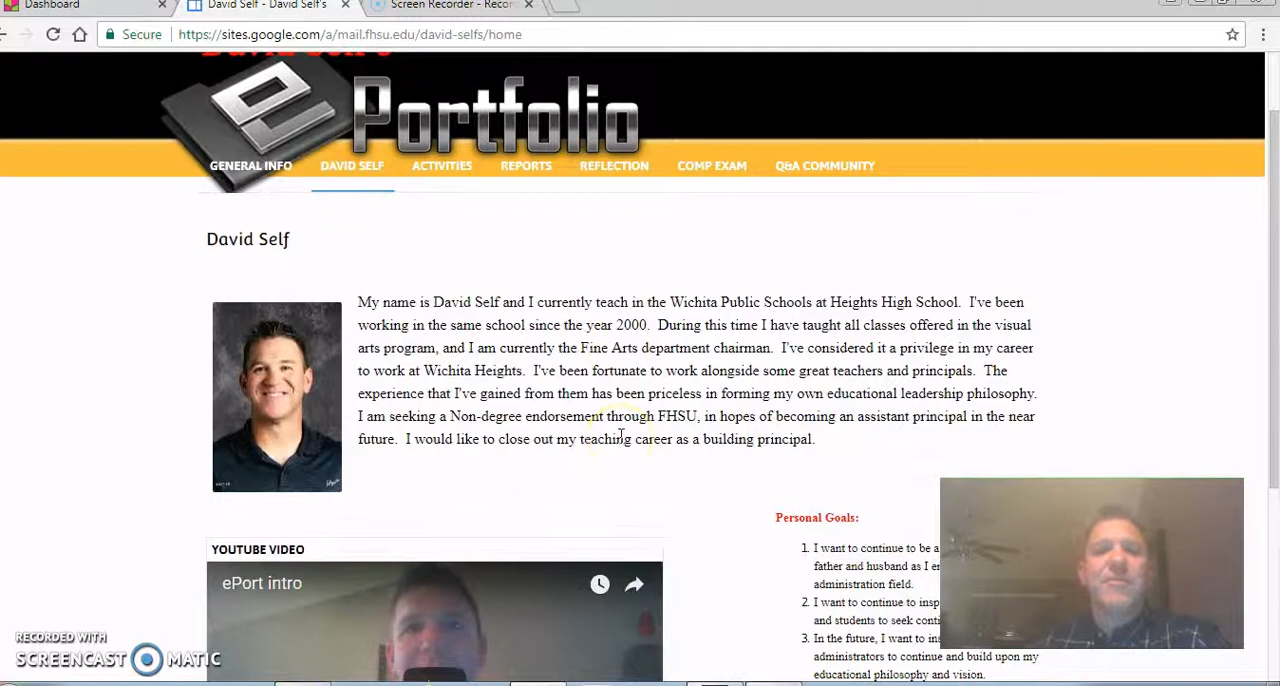 Dashboard
David Self - David Self's
Screen Recorder - Recor
Secure
https://sites.google.com/a/mail.fhsu.edu/david-selfs/home
David Self's
e Portfolio
GENERAL INFO DAVID SELF ACTIVITIES REPORTS REFLECTION COMP EXAM Q&A COMMUNITY
David Self
My name is David Self and I currently teach in the Wichita Public Schools at Heights High School. I've been
working in the same school since the year 2000. During this time I have taught all classes offered in the visual
arts program, and I am currently the Fine Arts department chairman. I've considered it a privilege in my career
to work at Wichita Heights. I've been fortunate to work alongside some great teachers and principals. The
experience that I've gained from them has been priceless in forming my own educational leadership philosophy.
I am seeking a Non-degree endorsement through FHSU, in hopes of becoming an assistant principal in the near
future. I would like to close out my teaching career as a building principal.
YOUTUBE VIDEO
ePort intro
Personal Goals:
1. I want to continue to be a
father and husband as I
administration field.
2. I want to continue to
and students to seek
3. In the future, I want to
administrators to continue and build upon my
educational philosophy and vision.
RECORDED WITH
SCREENCAST MATIC